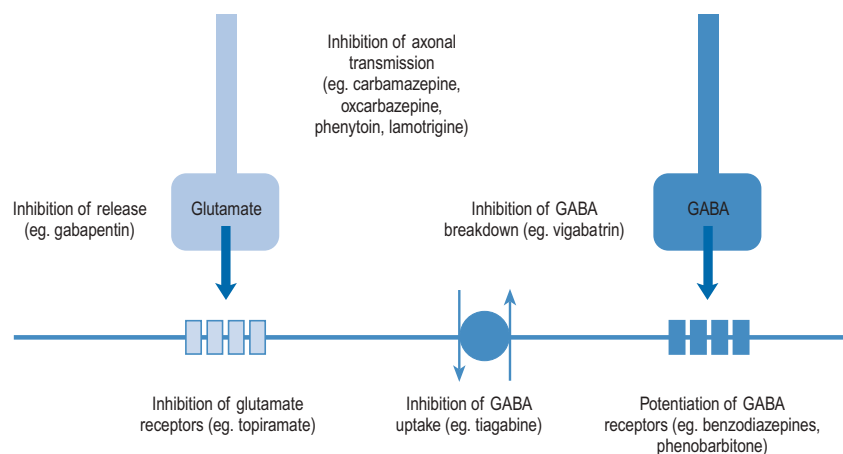 Inhibition of axonal
transmission
(eg. carbamazepine,
oxcarbazepine,
phenytoin, lamotrigine)
Inhibition of release
(eg. gabapentin)
Glutamate
Inhibition of GABA
breakdown (eg. vigabatrin)
GABA
Inhibition of glutamate
receptors (eg. topiramate)
Inhibition of GABA
uptake (eg. tiagabine)
Potentiation of GABA
receptors (eg. benzodiazepines,
phenobarbitone)